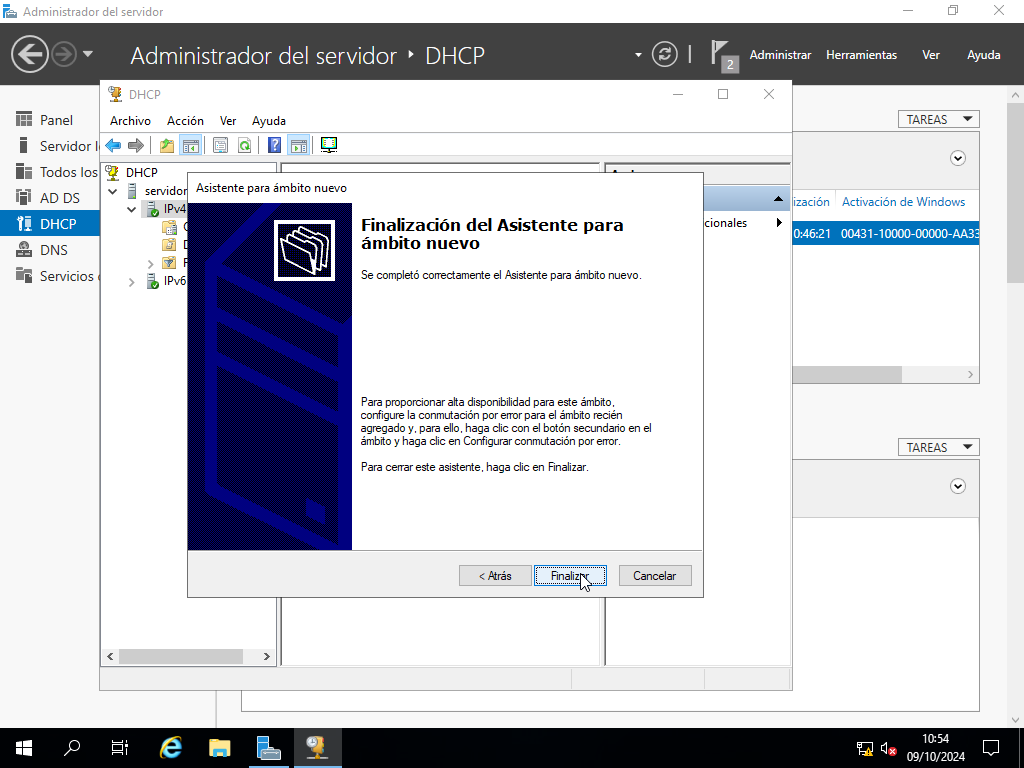 Administrador del servidor
Administrador del servidor DHCP
2
Administrar Herramientas Ver Ayuda
DHCP
Archivo Acción Ver Ayuda
Panel
Servidor l
Todos los
AD DS
DHCP
DNS
Servicios
DHCP
servidor
IPv4
IPv6
Asistente para ámbito nuevo
Finalización del Asistente para
ámbito nuevo
Se completó correctamente el Asistente para ámbito nuevo.
Para proporcionar alta disponibilidad para este ámbito,
configure la conmutación por error para el ámbito recién
agregado y, para ello, haga clic con el botón secundario en el
ámbito y haga clic en Configurar conmutación por error.
Para cerrar este asistente, haga clic en Finalizar.
< Atrás Finalizar Cancelar
cionales
TAREAS
ización Activación de Windows
0:46:21 00431-10000-00000-AA33
TAREAS
10:54
09/10/2024